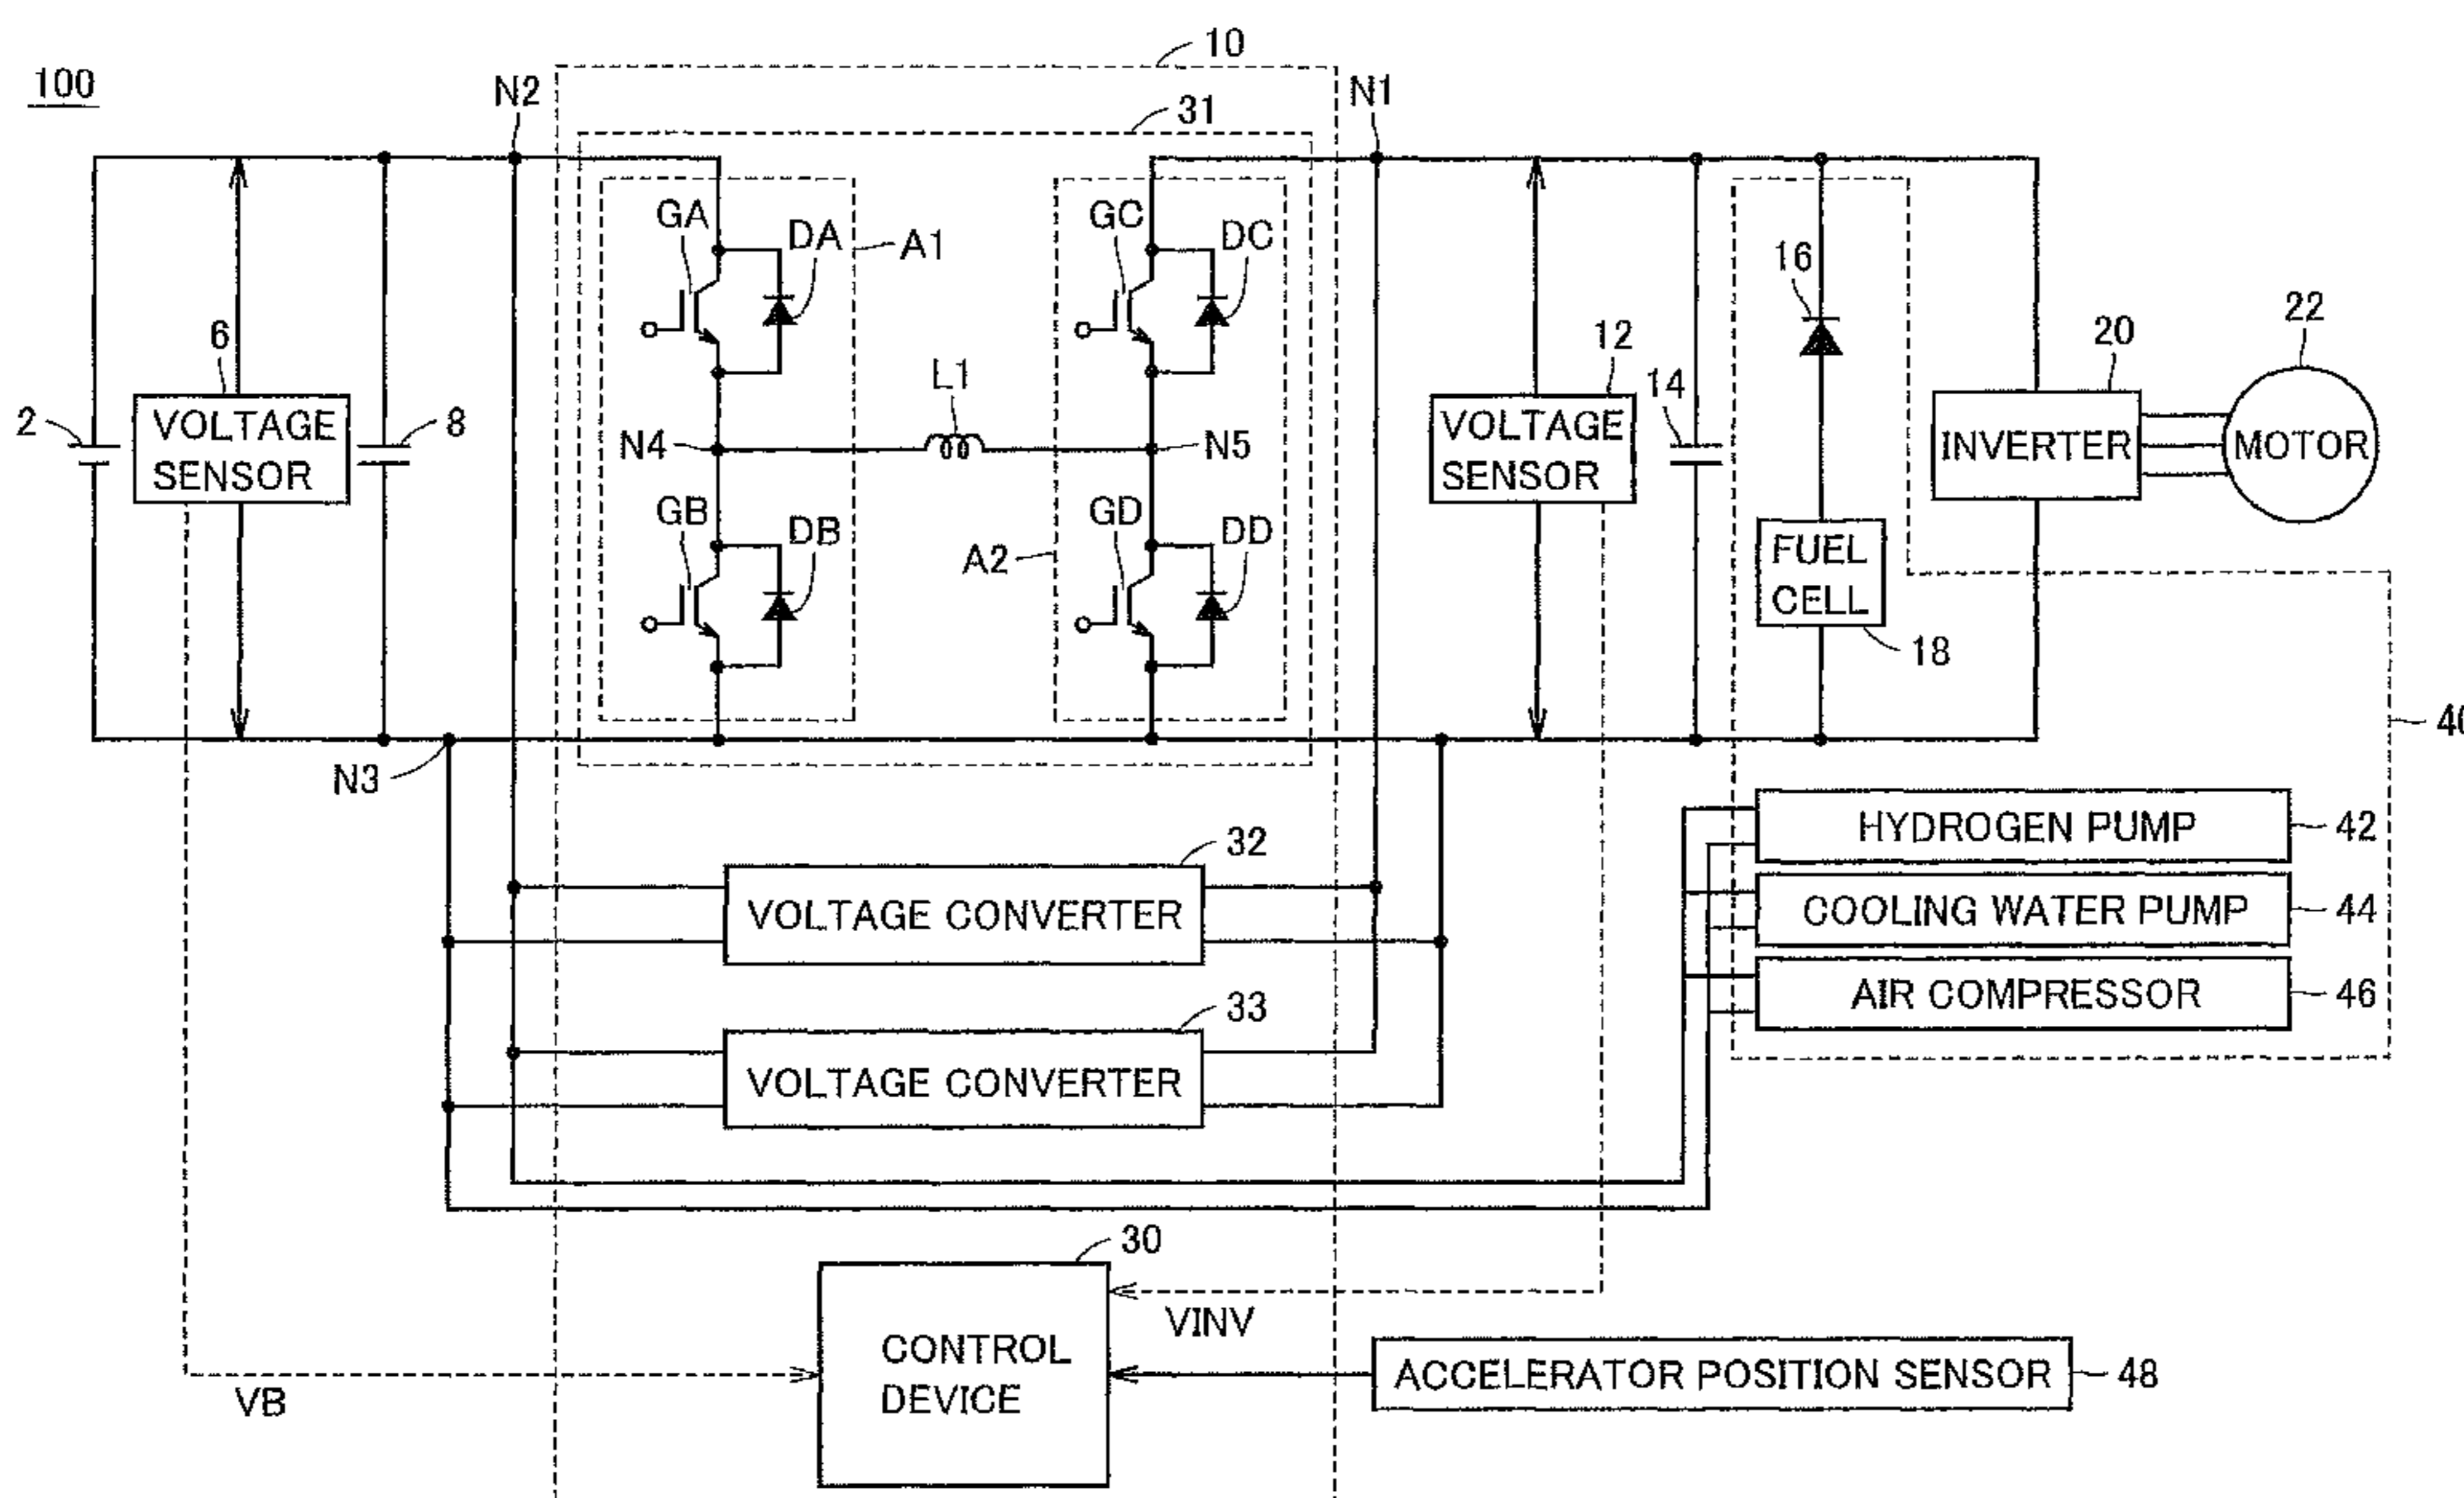 100
10
N2
N1
31
GA
DA
A1
GC
DC
16
22
6
L1
12
14
20
2
VOLTAGE
SENSOR
8
N4
N5
VOLTAGE
SENSOR
INVERTER
MOTOR
GB
DB
A2
GD
DD
FUEL
CELL
18
N3
HYDROGEN PUMP
42
32
VOLTAGE CONVERTER
COOLING WATER PUMP
44
AIR COMPRESSOR
46
33
VOLTAGE CONVERTER
30
CONTROL
DEVICE
VINV
VB
ACCELERATOR POSITION SENSOR
48